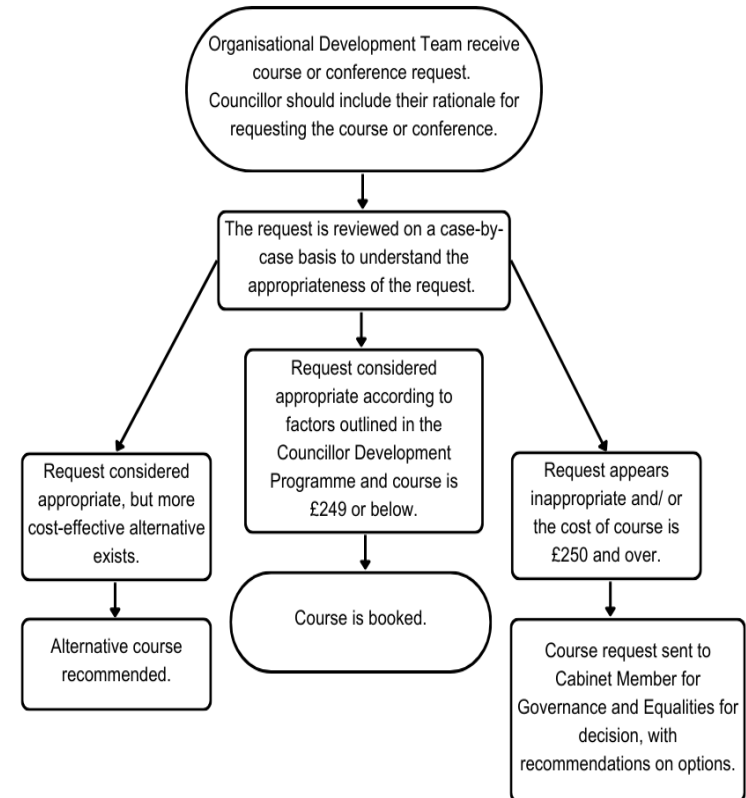 Organisational Development Team receive
course or conference request.
Councillor should include their rationale for
requesting the course or conference.
The request is reviewed on a case-by-
case basis to understand the
appropriateness of the request.
Request considered
appropriate, but more
cost-effective alternative
exists.
Alternative course
recommended.
Request considered
appropriate according to
factors outlined in the
Councillor Development
Programme and course is
£249 or below.
Course is booked.
Request appears
inappropriate and/ or
the cost of course is
£250 and over.
Course request sent to
Cabinet Member for
Governance and Equalities for
decision, with
recommendations on options.